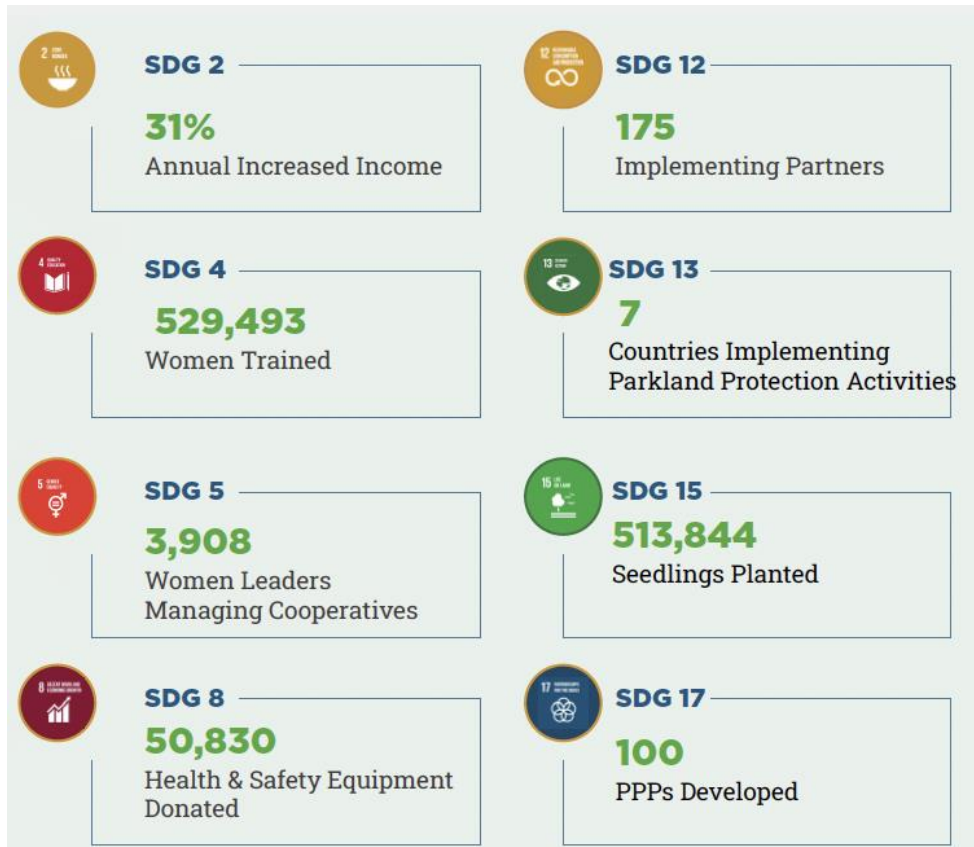 SDG 2
31%
Annual Increased Income
SDG 4
529,493
Women Trained
SDG 5
3,908
Women Leaders
Managing Cooperatives
SDG 8
50,830
Health & Safety Equipment
Donated
SDG 12
175
Implementing Partners
SDG 13
7
Countries Implementing
Parkland Protection Activities
SDG 15
513,844
Seedlings Planted
SDG 17
100
PPPs Developed